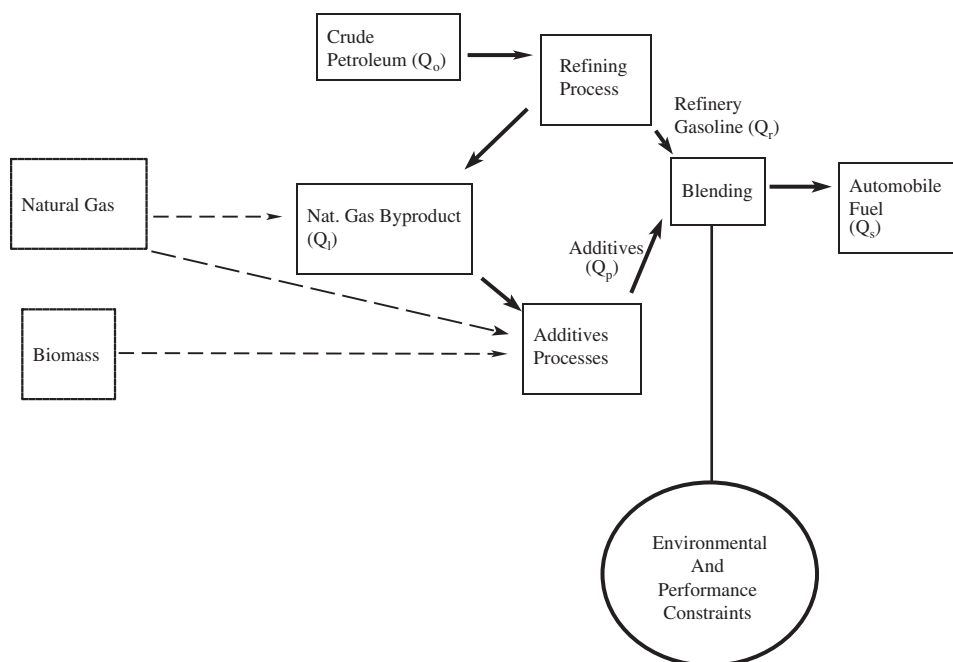 Crude
Petroleum (Qo)
Refining
Process
Refinery
Gasoline (Qr)
Natural Gas
Nat. Gas Byproduct
(Ql)
Blending
Automobile
Fuel
(Qs)
Additives
(Qp)
Biomass
Additives
Processes
Environmental
And
Performance
Constraints